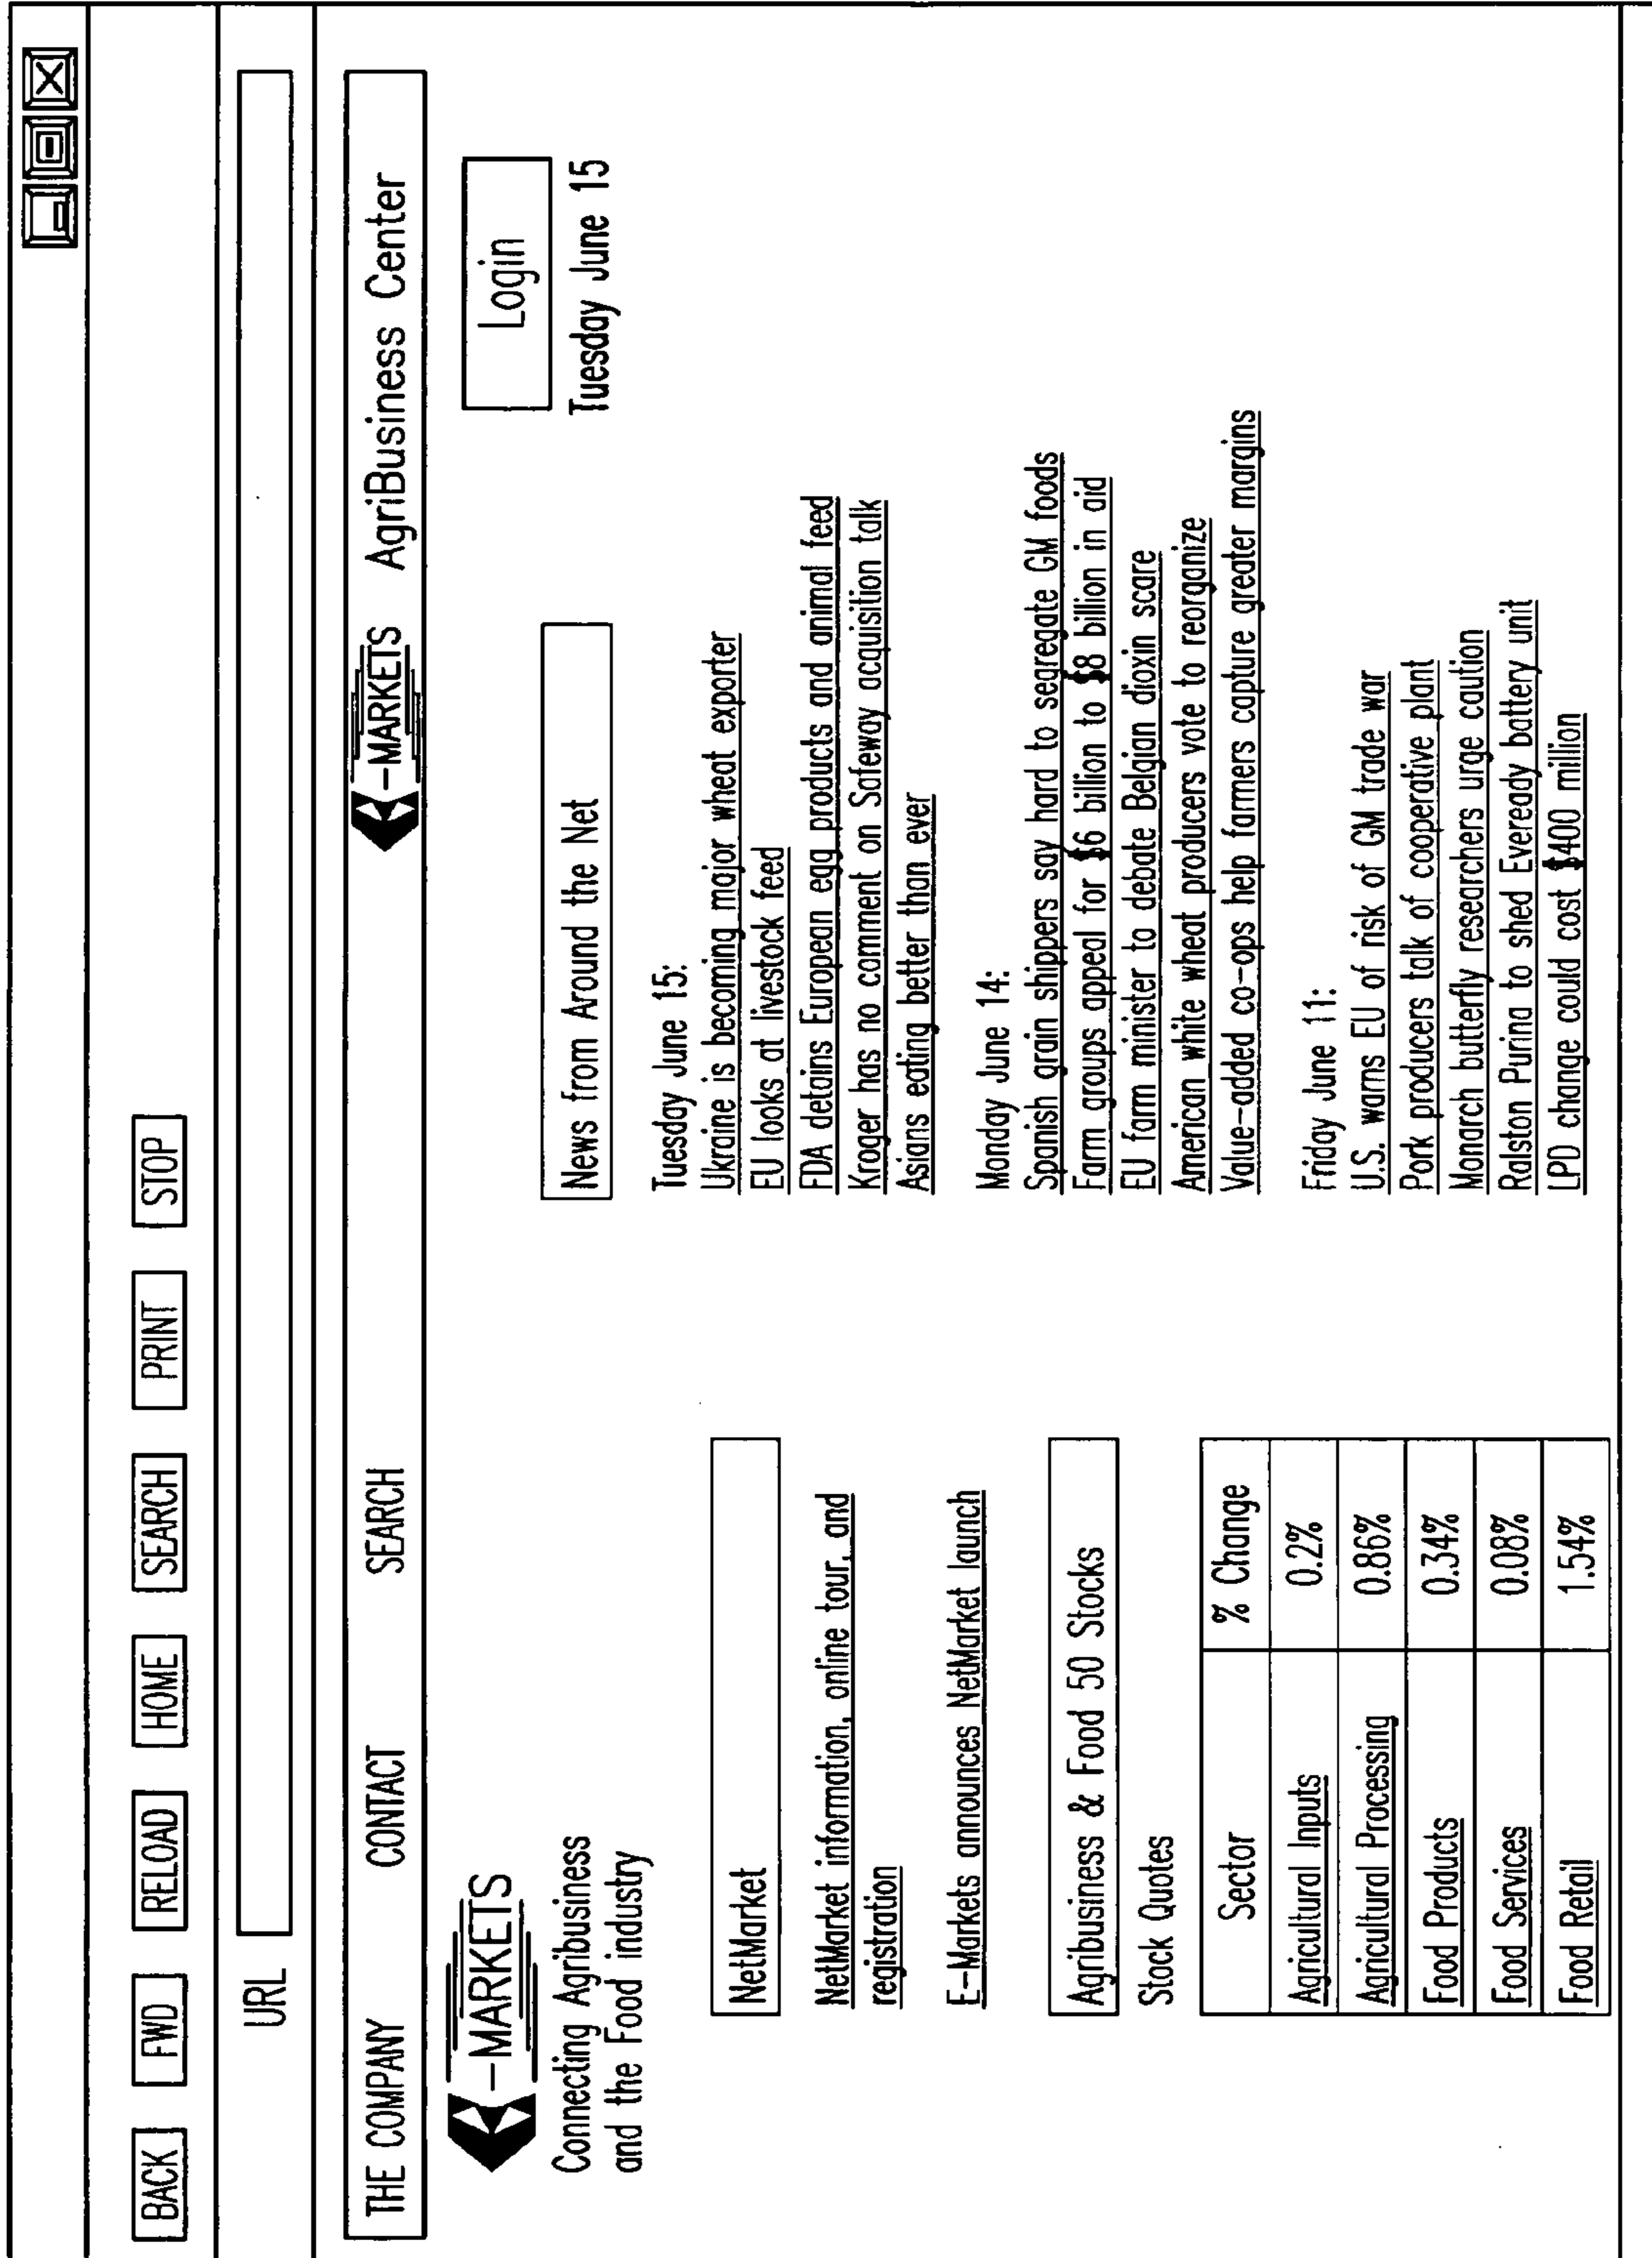 BACK FWD RELOAD HOME SEARCH PRINT STOP
URL
THE COMPANY CONTACT SEARCH -MARKETS AgriBusiness Center
-MARKETS
Connecting Agribusiness
and the Food industry
Login
Tuesday June 15
NetMarket
NetMarket information, online tour, and
registration
E-Markets announces NetMarket launch
Agribusiness & Food 50 Stocks
Stock Quotes
Sector % Change
Agricultural Inputs 0.2%
Agricultural Processing 0.86%
Food Products 0.34%
Food Services 0.08%
Food Retail 1.54%
News from Around the Net
Tuesday June 15:
Ukraine is becoming major wheat exporter
EU looks at livestock feed
FDA detains European egg products and animal feed
Kroger has no comment on Safeway acquisition talk
Asians eating better than ever
Monday June 14:
Spanish grain shippers say hard to segregate GM foods
Farm groups appeal for $6 billion to $8 billion in aid
EU farm minister to debate Belgian dioxin scare
American white wheat producers vote to reorganize
Value-added co-ops help farmers capture greater margins
Friday June 11:
U.S. warns EU of risk of GM trade war
Pork producers talk of cooperative plant
Monarch butterfly researchers urge caution
Ralston Purina to shed Eveready battery unit
LPD change could cost $400 million